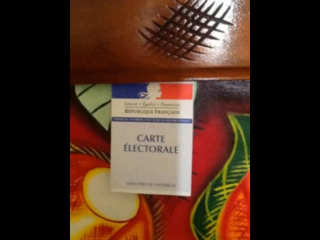 Liberté • Égalité • Fraternité
RÉPUBLIQUE FRANÇAISE
CARTE
ÉLECTORALE
MINISTÈRE DE L'INTÉRIEUR